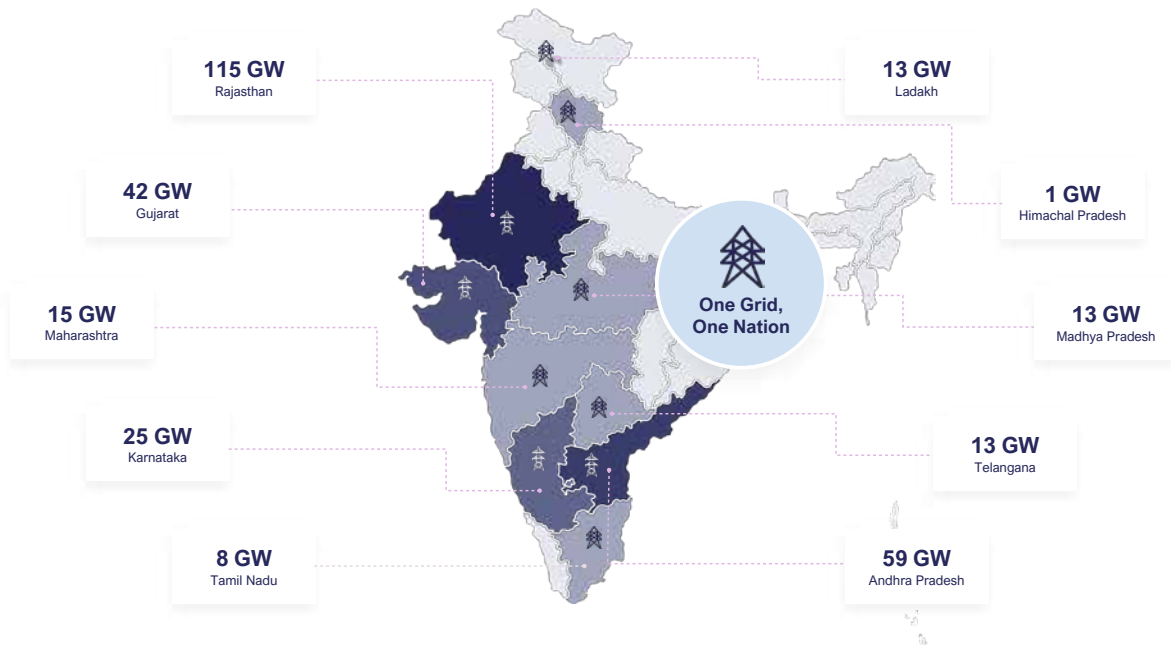 115 GW
Rajasthan
13 GW
Ladakh
42 GW
Gujarat
1 GW
Himachal Pradesh
One Grid,
One Nation
15 GW
Maharashtra
13 GW
Madhya Pradesh
25 GW
Karnataka
13 GW
Telangana
8 GW
Tamil Nadu
59 GW
Andhra Pradesh